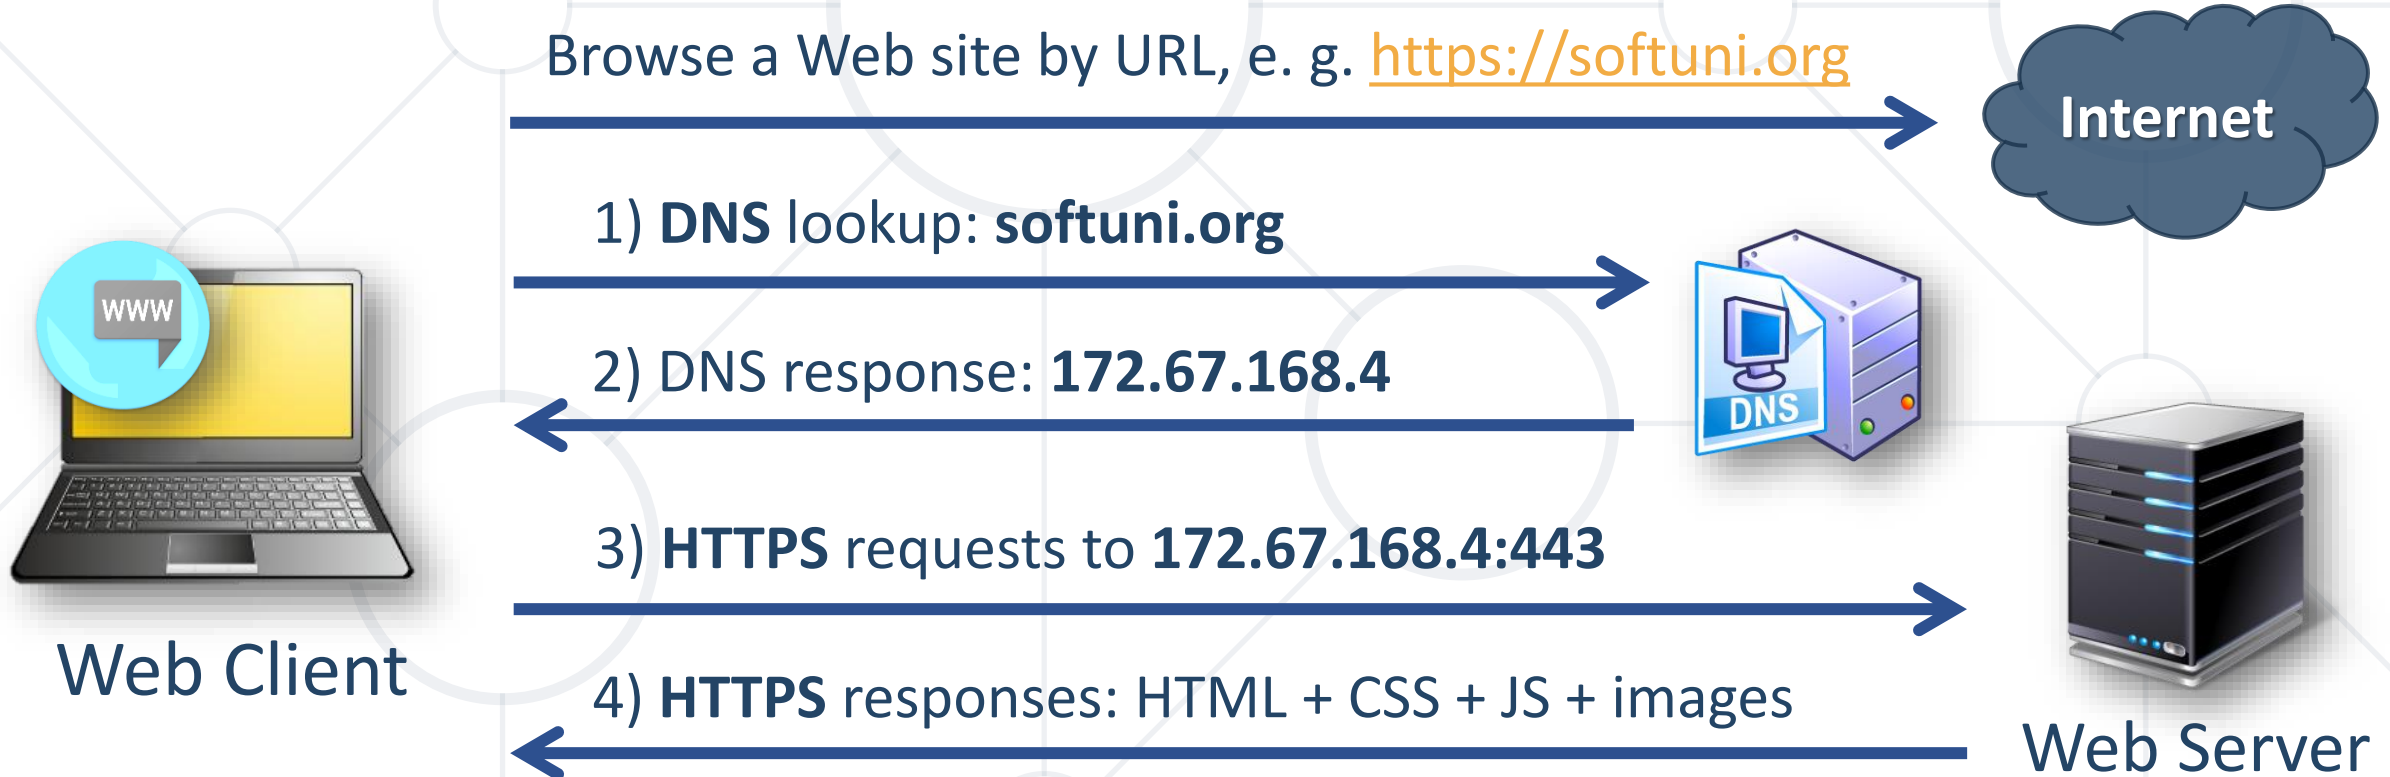 Browse a Web site by URL, e. g. https://softuni.org
Internet
1) DNS lookup: softuni.org
WWW
2) DNS response: 172.67.168.4
DNS
3) HTTPS requests to 172.67.168.4:443
Web Client
4) HTTPS responses: HTML + CSS + JS + images
Web Server